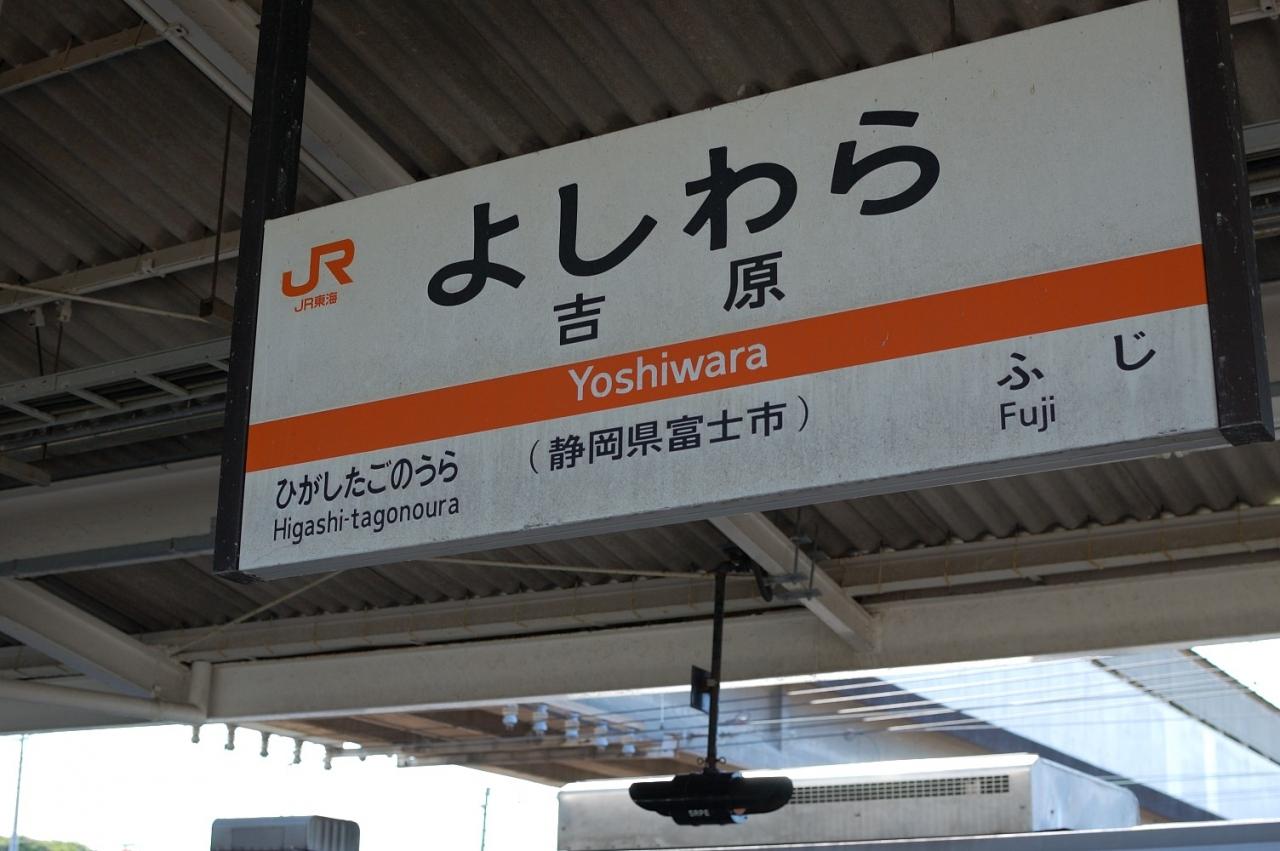 JR
JR東海
よしわら
吉原
Yoshiwara
(静岡県富士市)
ひがしたごのうら
Higashi-tagonoura
ふじ
Fuji